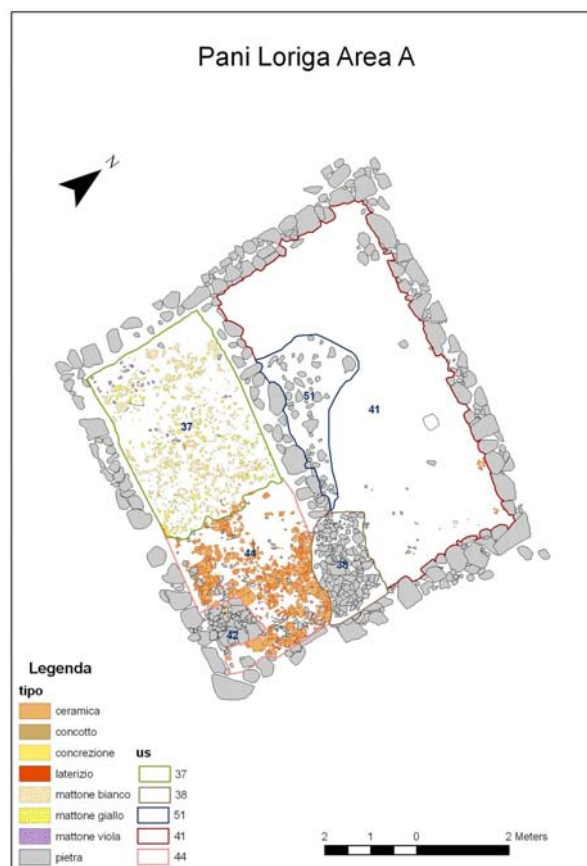 Pani Loriga Area A
N
51
41
37
44
38
42
Legenda
tipo
ceramica
concotto
concrezione
laterizio
mattone bianco
mattone giallo
mattone viola
pietra
us
37
38
51
41
44
2 1 0 2 Meters